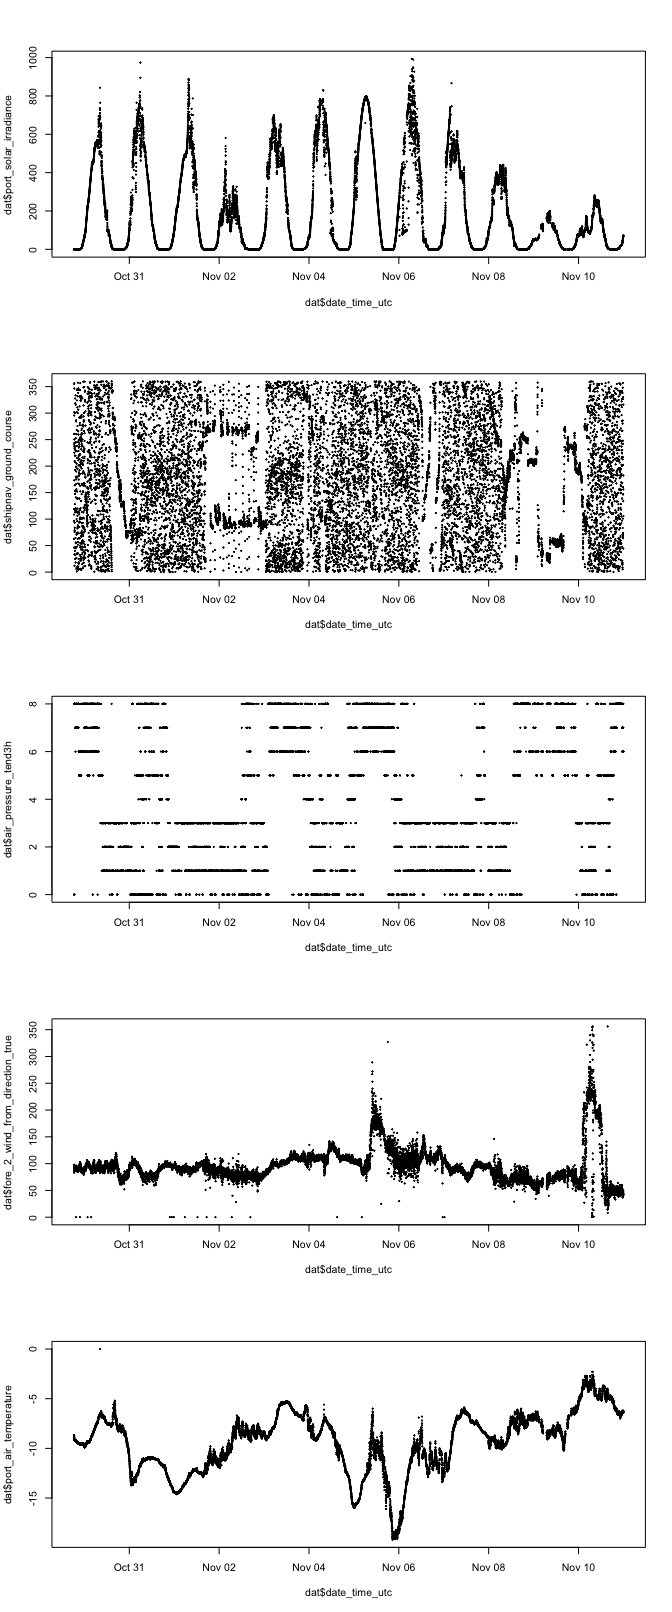 dat$port_solar_irradiance
0 200 400 600 800 1000
Oct 31 Nov 02 Nov 04 Nov 06 Nov 08 Nov 10
dat$date_time_utc
dat$shipnav_ground_course
0 50 100 150 200 250 300 350
Oct 31 Nov 02 Nov 04 Nov 06 Nov 08 Nov 10
dat$date_time_utc
dat$air_pressure_tend3h
0 2 4 6 8
Oct 31 Nov 02 Nov 04 Nov 06 Nov 08 Nov 10
dat$date_time_utc
dat$fore_2_wind_from_direction_true
0 50 100 150 200 250 300 350
Oct 31 Nov 02 Nov 04 Nov 06 Nov 08 Nov 10
dat$date_time_utc
dat$port_air_temperature
-15 -10 -5 0
Oct 31 Nov 02 Nov 04 Nov 06 Nov 08 Nov 10
dat$date_time_utc